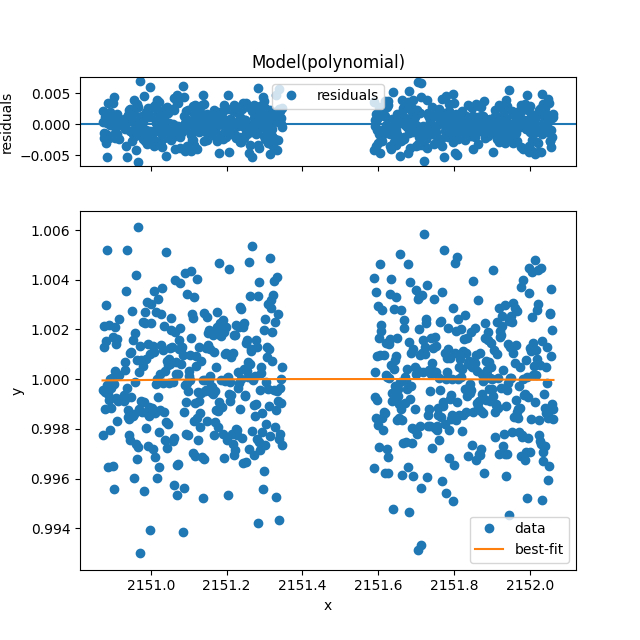 Model(polynomial)
residuals
0.005
0.000
−0.005
residuals
y
1.006
1.004
1.002
1.000
0.998
0.996
0.994
data
best-fit
2151.0 2151.2 2151.4 2151.6 2151.8 2152.0
x